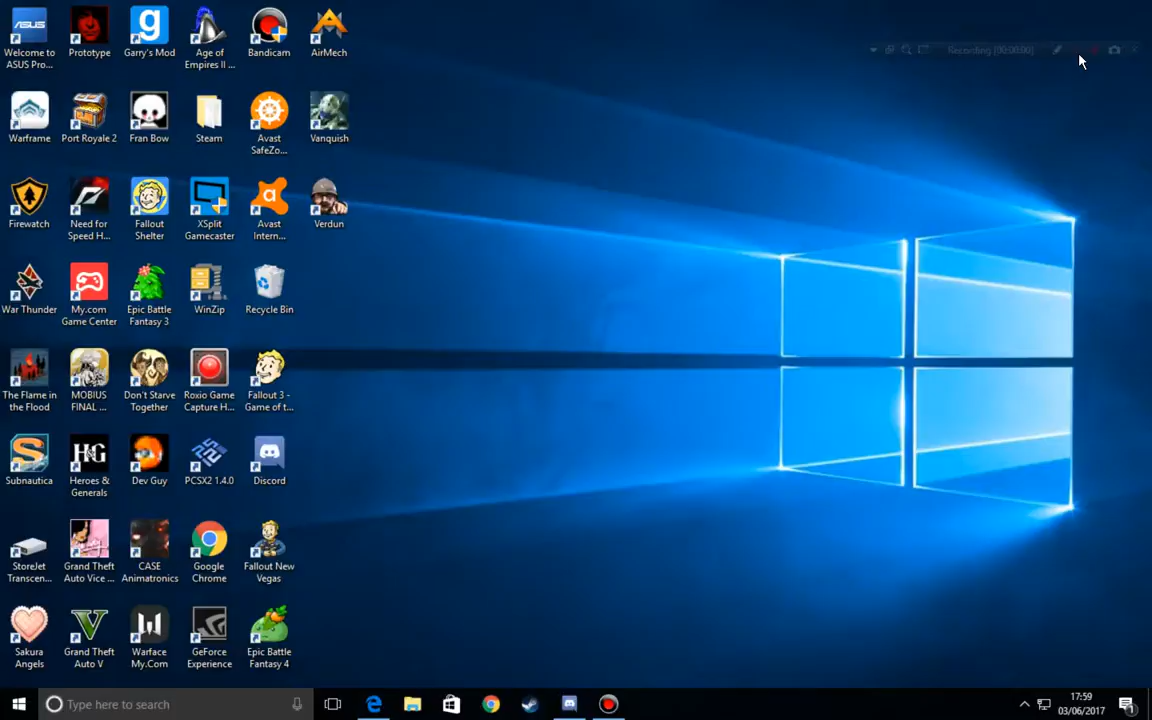 Recording [00:00:00]
Welcome to
ASUS Pro...
Prototype
Garry's Mod
Age of
Empires II ...
Bandicam
AirMech
Warframe
Port Royale 2
Fran Bow
Steam
Avast
SafeZo...
Vanquish
Firewatch
Need for
Speed H...
Fallout
Shelter
XSplit
Gamecaster
Avast
Intern...
Verdun
War Thunder
My.com
Game Center
Epic Battle
Fantasy 3
WinZip
Recycle Bin
The Flame in
the Flood
MOBIUS
FINAL ...
Don't Starve
Together
Roxio Game
Capture H...
Fallout 3 -
Game of t...
Subnautica
Heroes &
Generals
Dev Guy
PCSX2 1.4.0
Discord
StoreJet
Transcen...
Grand Theft
Auto Vice ...
CASE
Animatronics
Google
Chrome
Fallout New
Vegas
Sakura
Angels
Grand Theft
Auto V
Warface
My.Com
GeForce
Experience
Epic Battle
Fantasy 4
Type here to search
17:59
03/06/2017